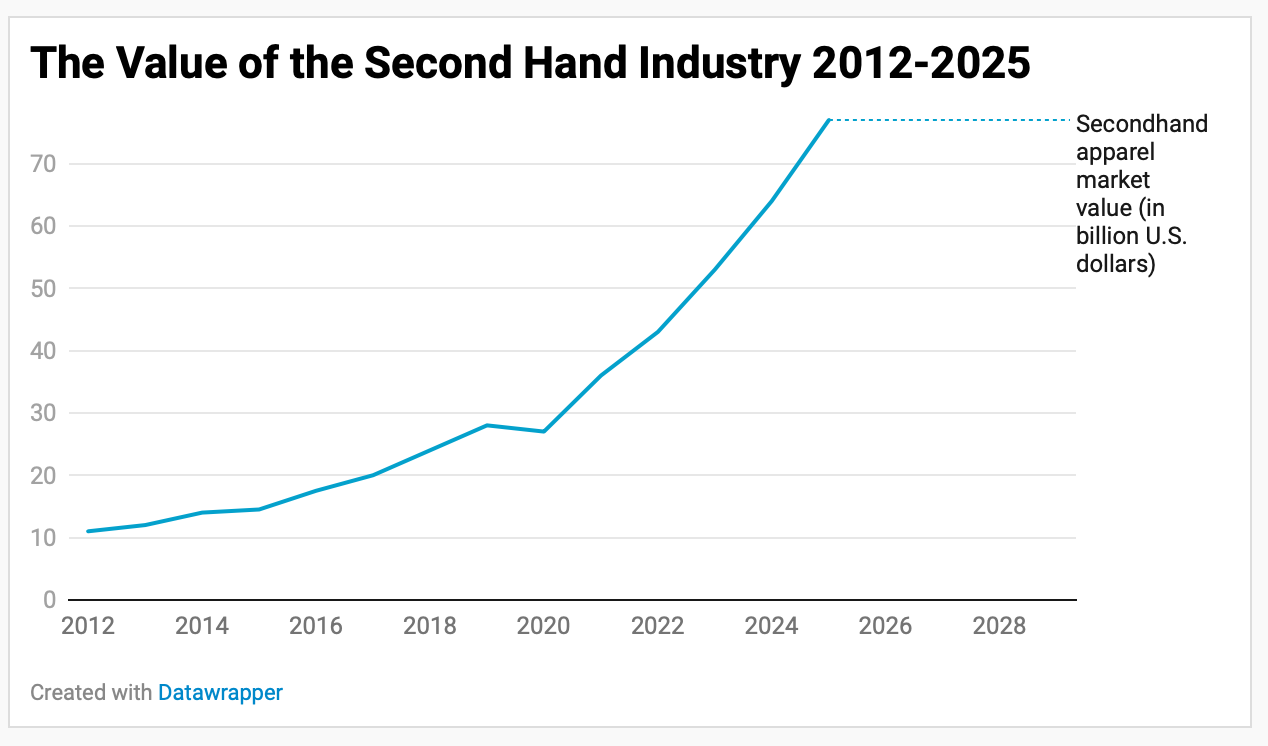 The Value of the Second Hand Industry 2012-2025
Secondhand
apparel
market
value (in
billion U.S.
dollars)
70
60
50
40
30
20
10
0
2012 2014 2016 2018 2020 2022 2024 2026 2028
Created with Datawrapper